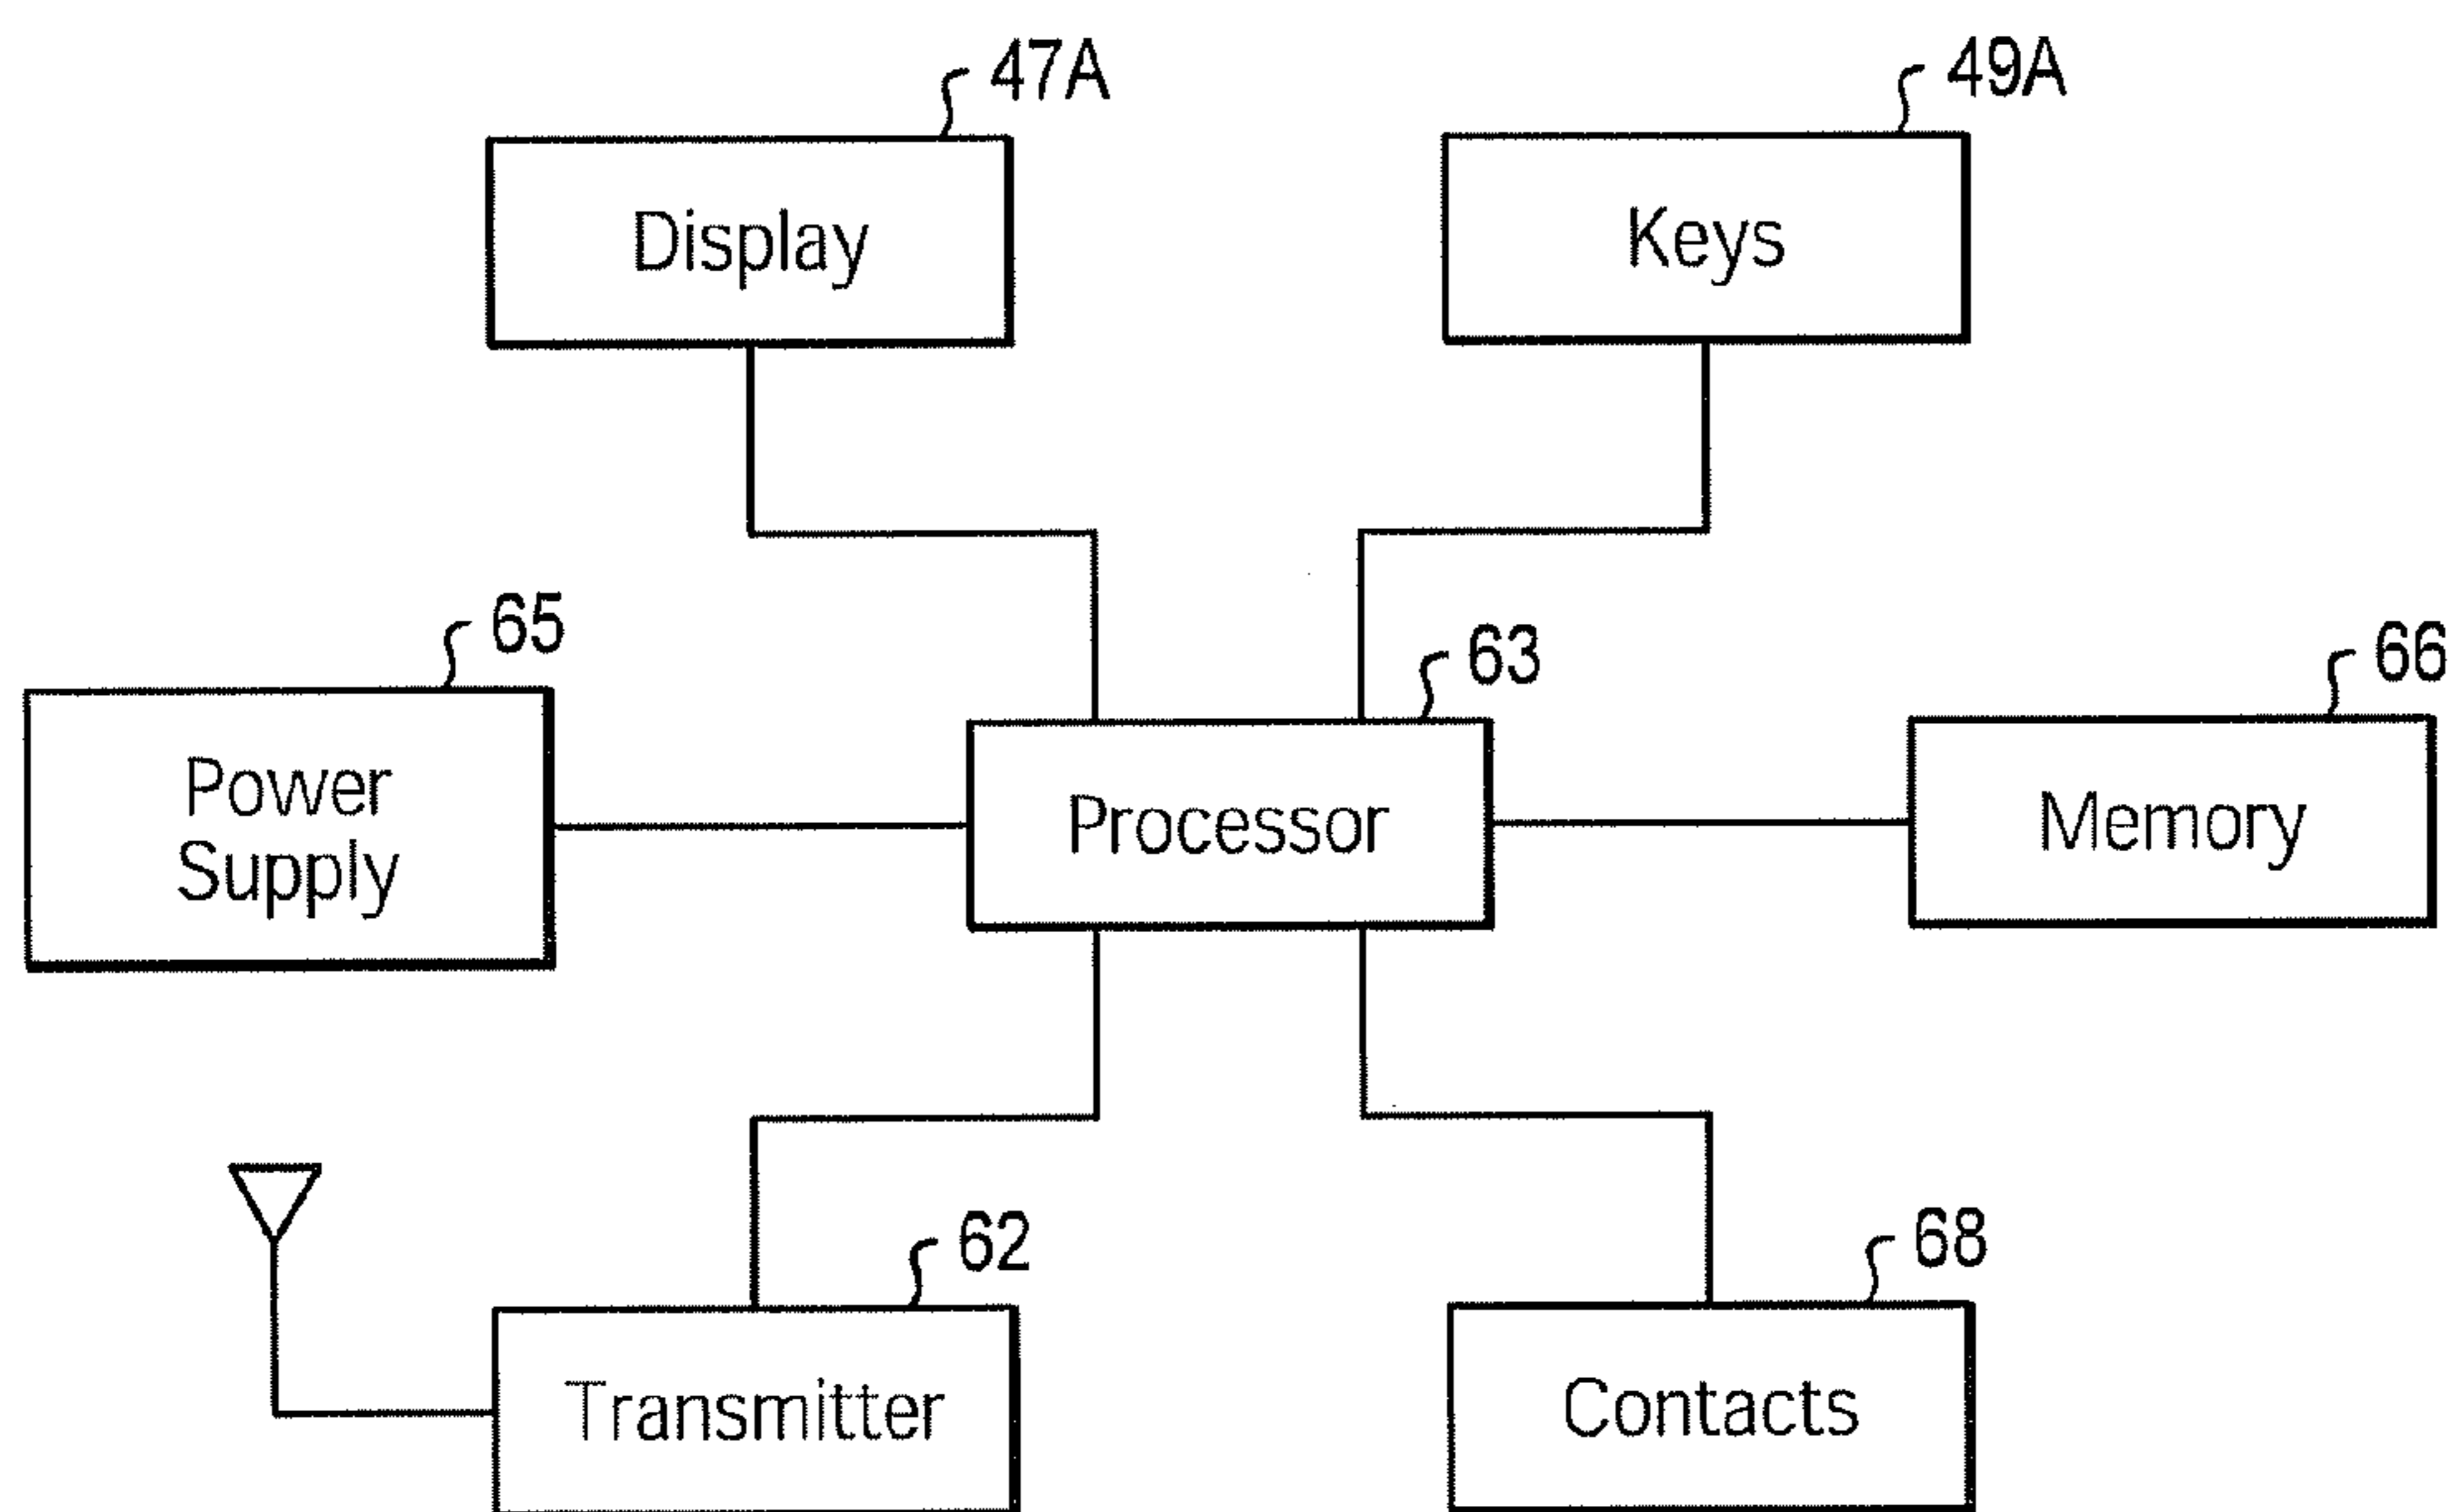 47A
49A
Display
Keys
65
63
66
Power
Supply
Processor
Memory
62
68
Transmitter
Contacts